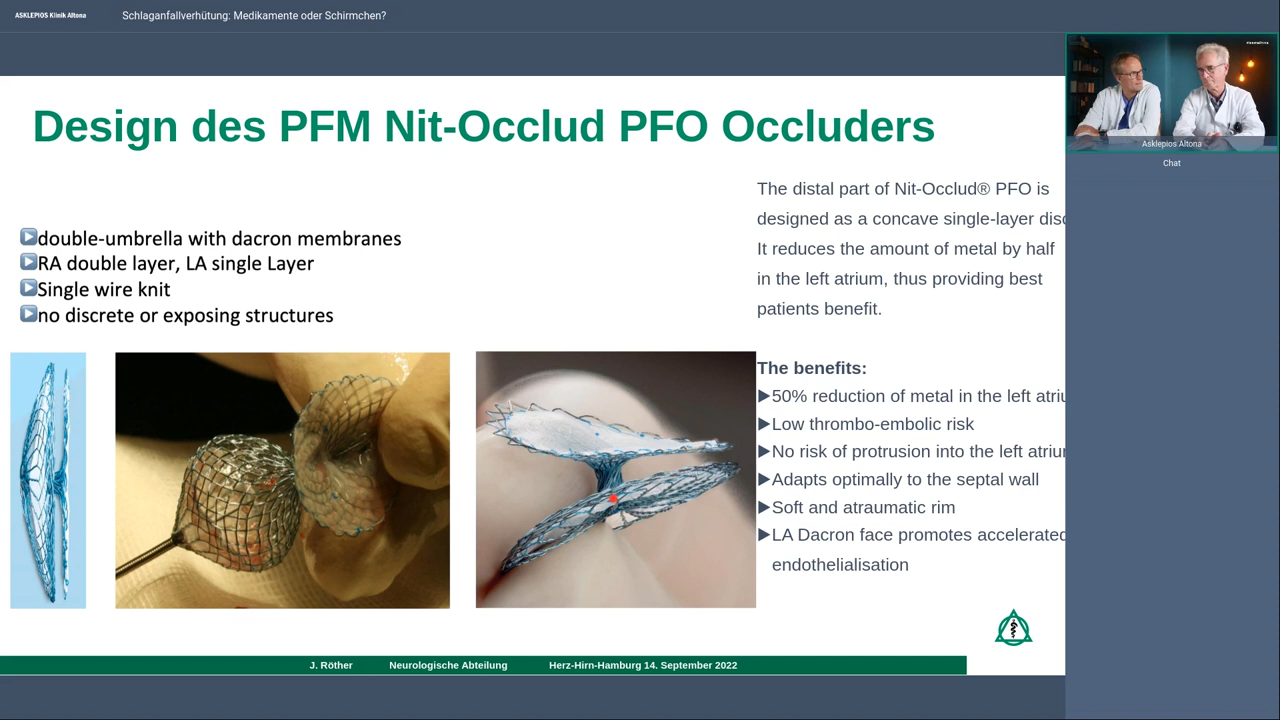 ASKLEPIOS Klinik Altona
Schlaganfallverhütung: Medikamente oder Schirmchen?
Design des PFM Nit-Occlud PFO Occluders
double-umbrella with dacron membranes
RA double layer, LA single Layer
Single wire knit
no discrete or exposing structures
The distal part of Nit-Occlud® PFO is
designed as a concave single-layer disc
It reduces the amount of metal by half
in the left atrium, thus providing best
patients benefit.
The benefits:
50% reduction of metal in the left atriu
Low thrombo-embolic risk
No risk of protrusion into the left atriu
Adapts optimally to the septal wall
Soft and atraumatic rim
LA Dacron face promotes accelerated
endothelialisation
J. Röther Neurologische Abteilung Herz-Hirn-Hamburg 14. September 2022
Asklepios Altona
Chat